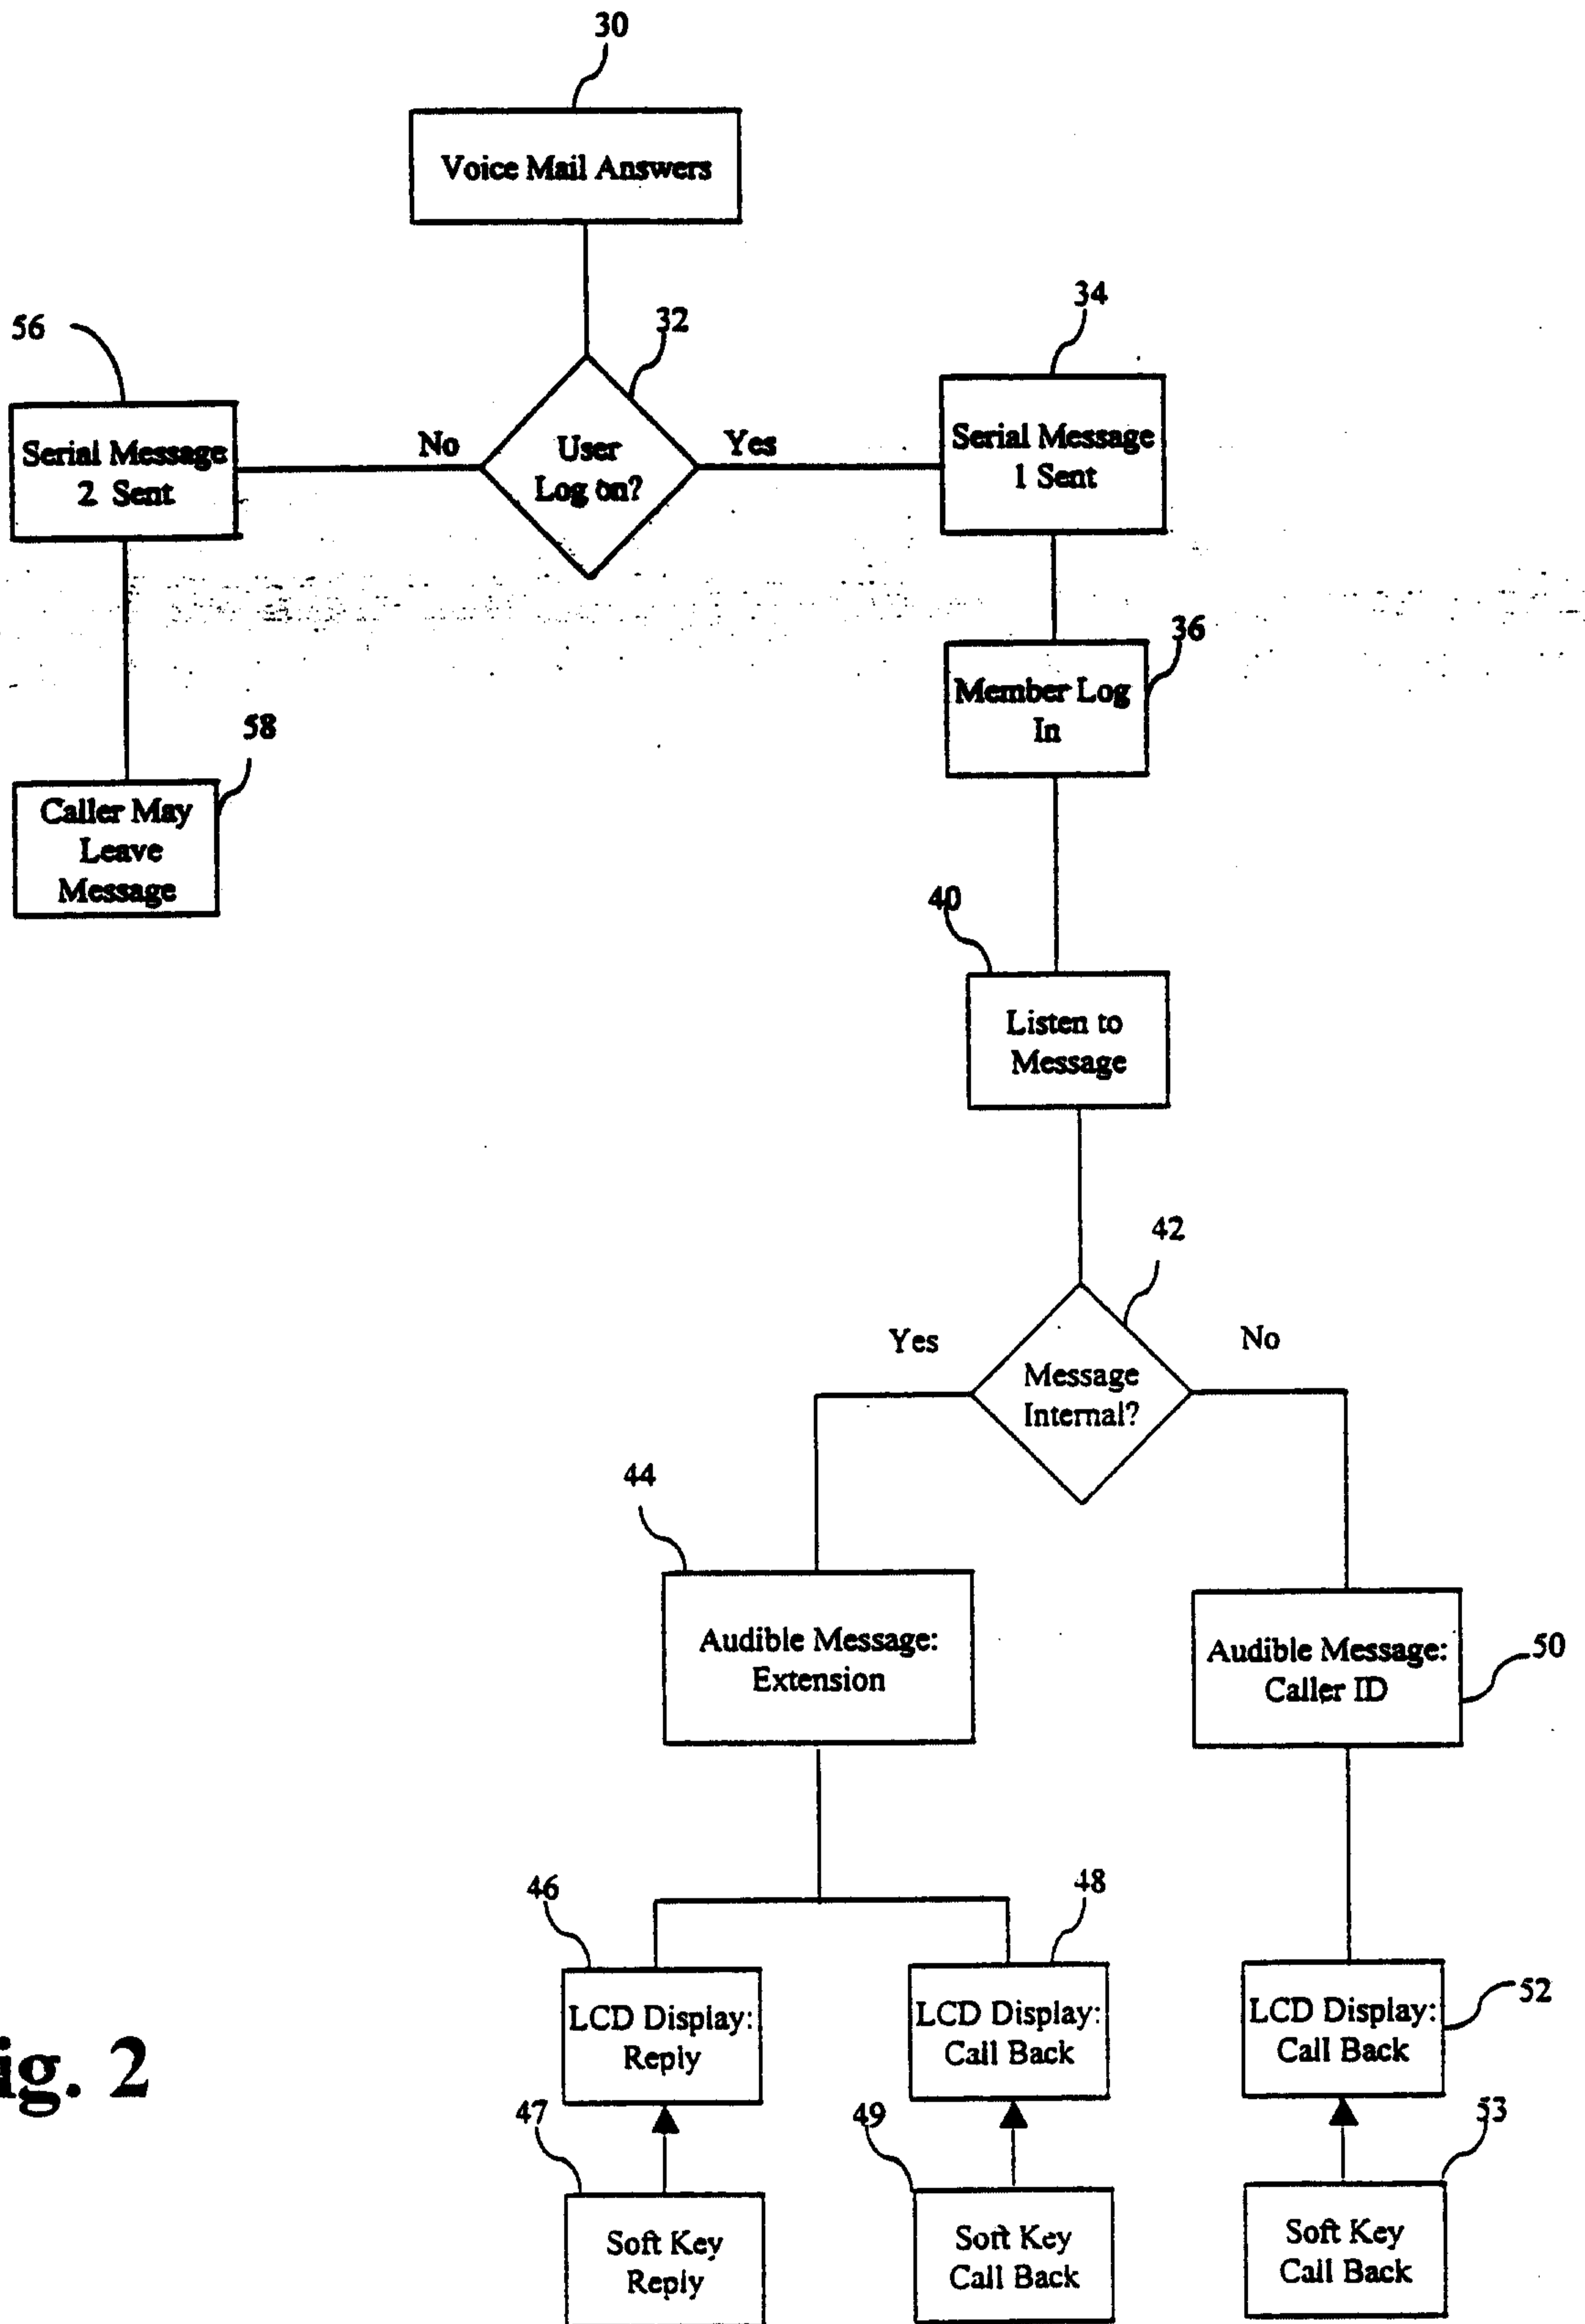 30
Voice Mail Answers
56
32
34
Serial Message
2 Sent
No
User
Log on?
Yes
Serial Message
1 Sent
36
Member Log
In
58
Caller May
Leave
Message
40
Listen to
Message
42
Yes
Message
Internal?
No
44
Audible Message:
Extension
Audible Message:
Caller ID
50
46
48
LCD Display:
Reply
LCD Display:
Call Back
LCD Display:
Call Back
52
ig. 2
47
49
53
Soft Key
Reply
Soft Key
Call Back
Soft Key
Call Back